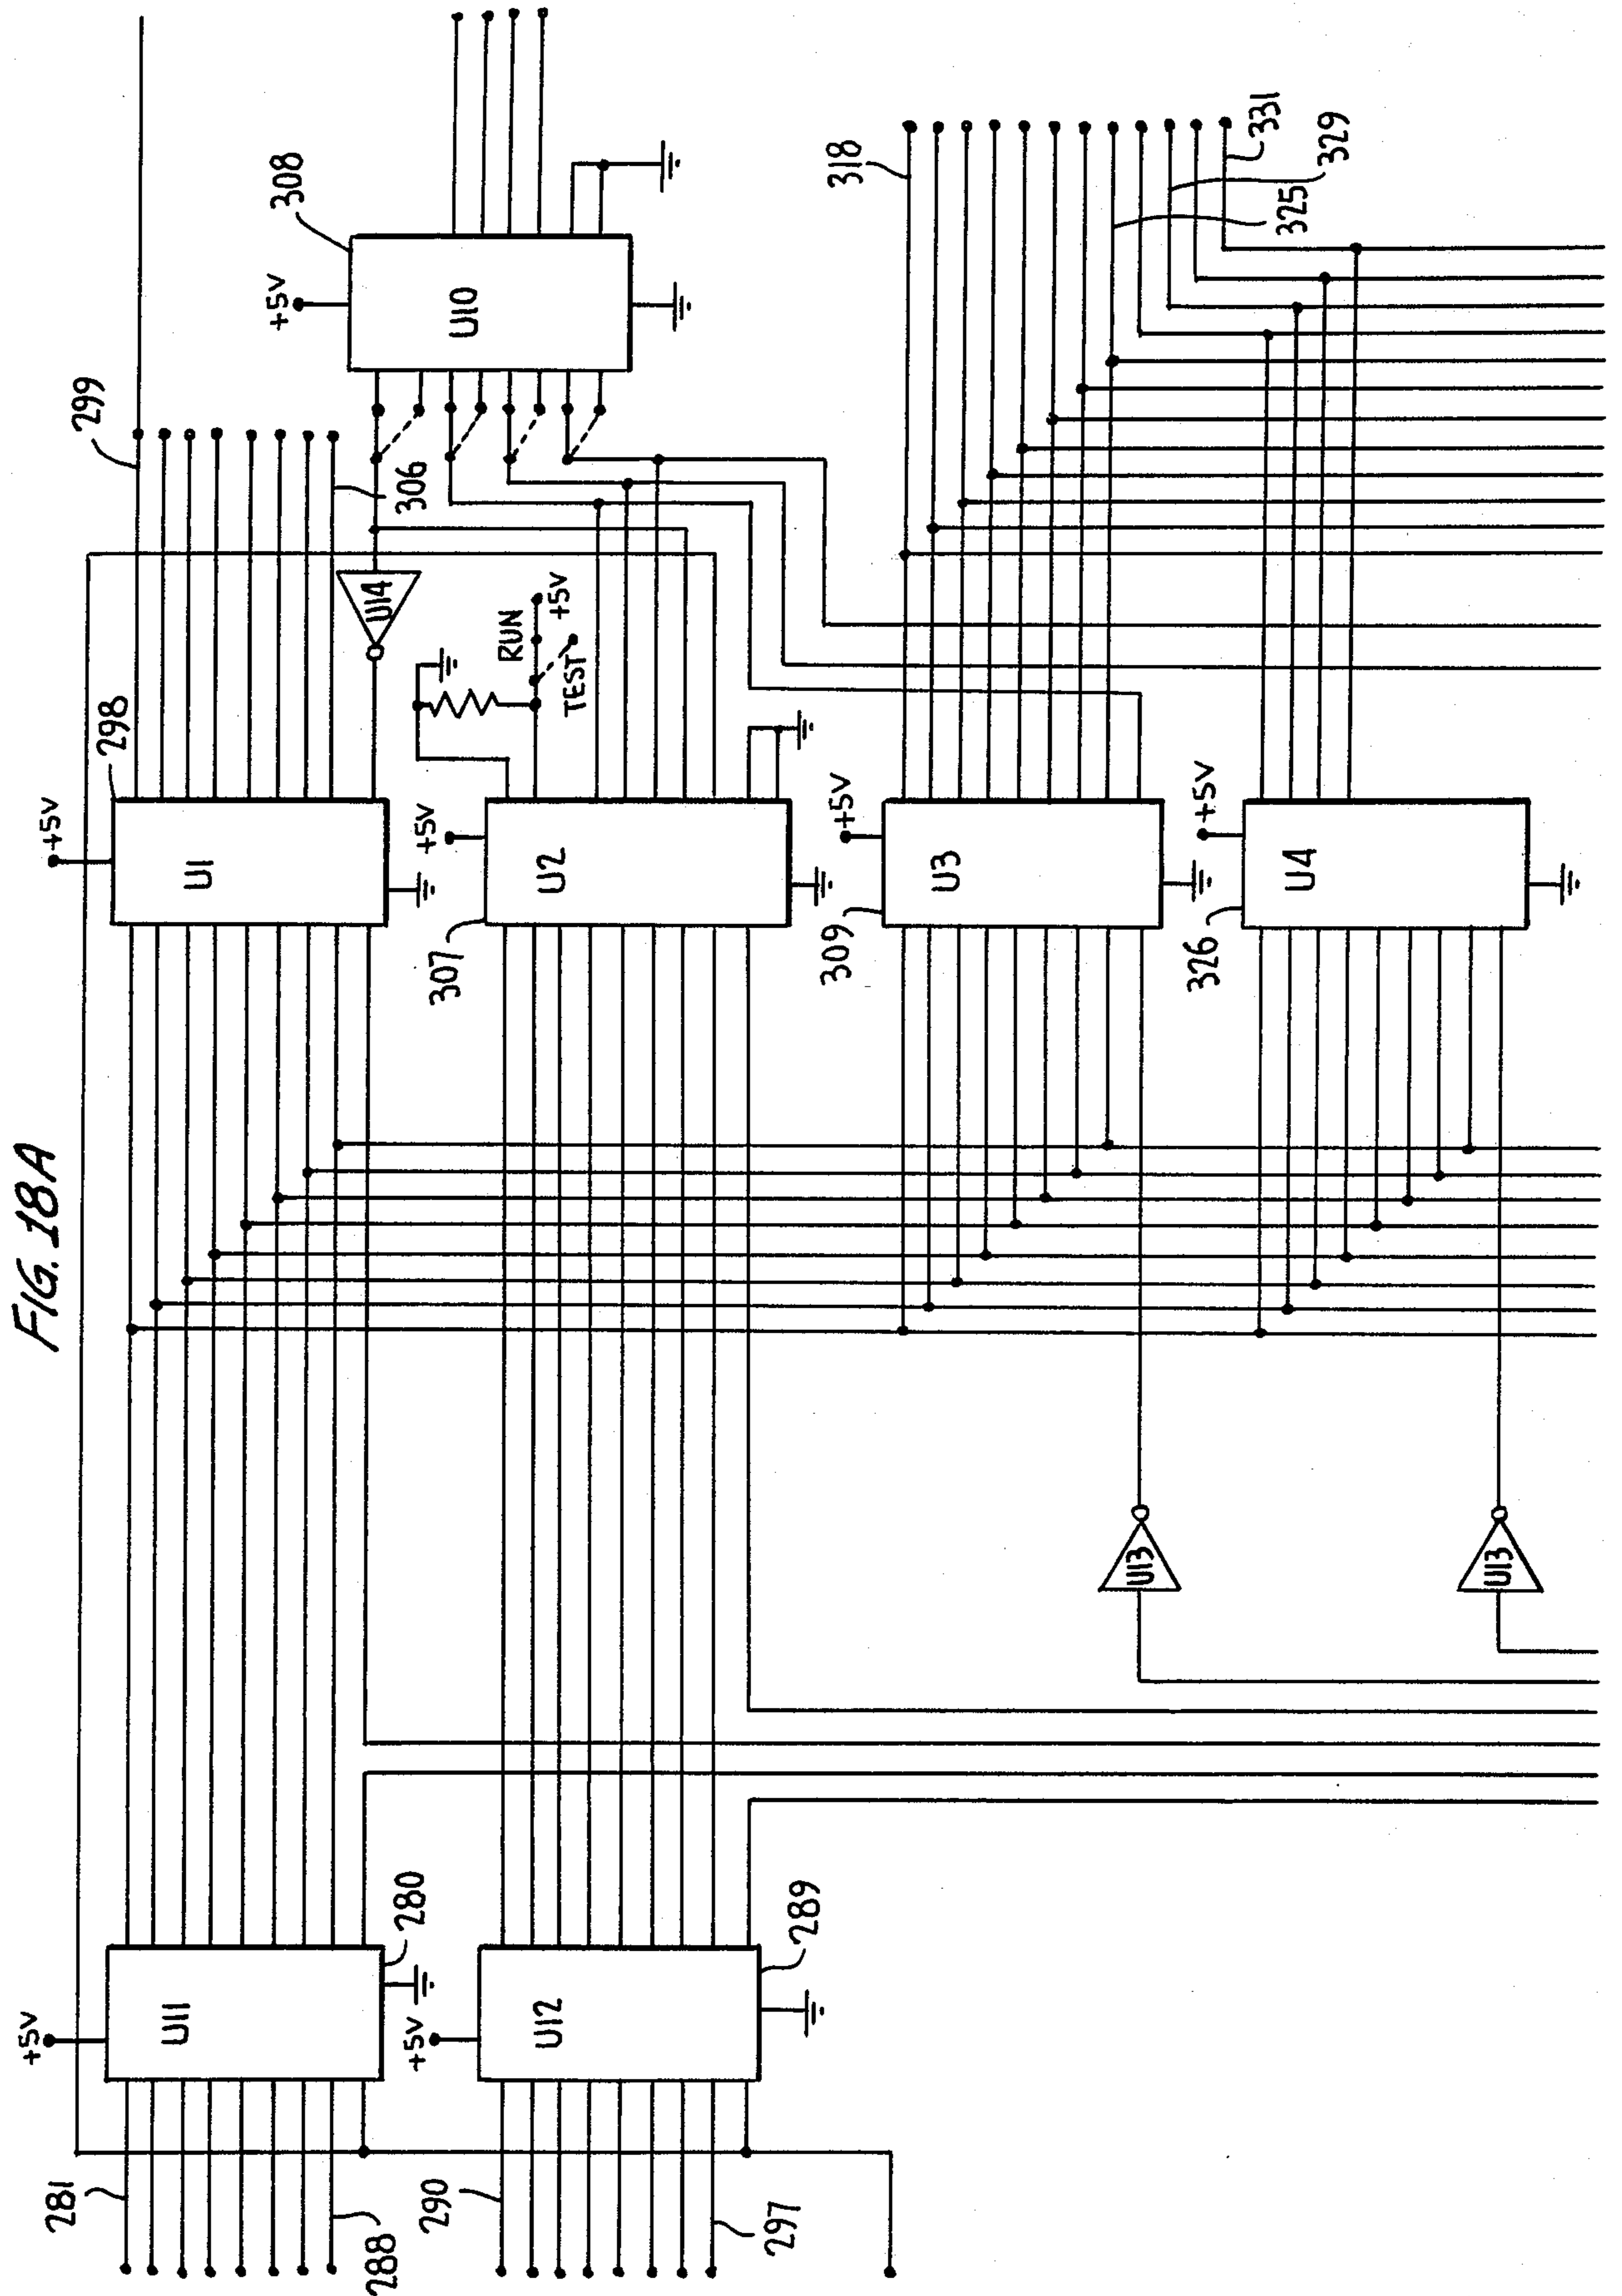 FIG. 18A
+5V
U11
280
281
288
+5V
U12
289
290
297
+5V
U1
298
299
306
U14
+5V
U2
307
RUN
+5V
TEST
+5V
U10
308
+5V
U3
309
318
325
329
331
+5V
U4
326
U13
U13